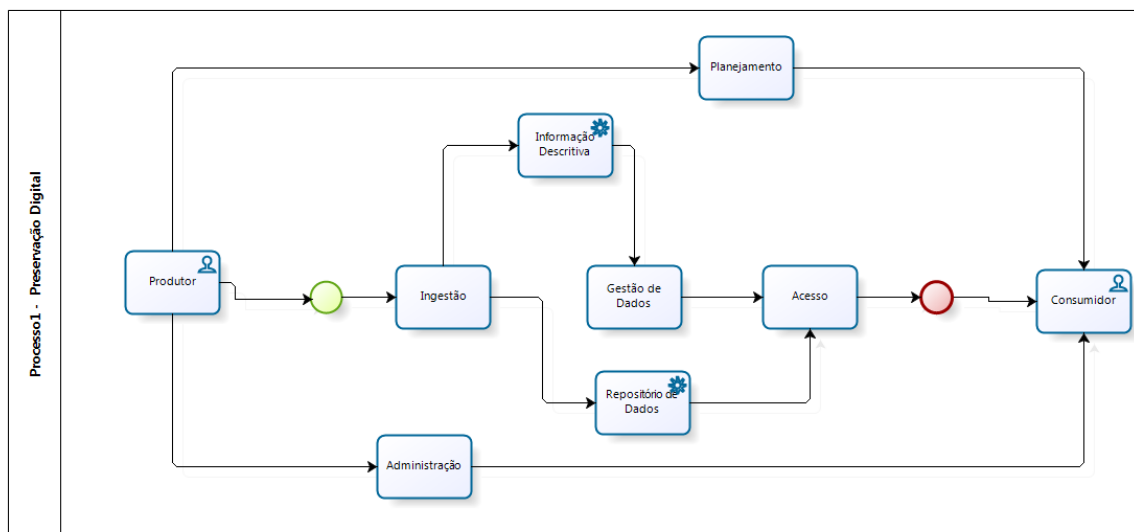 Processo1 - Preservação Digital
Planejamento
Informação
Descritiva
Produtor
Ingestão
Gestão de
Dados
Acesso
Consumidor
Repositório de
Dados
Administração